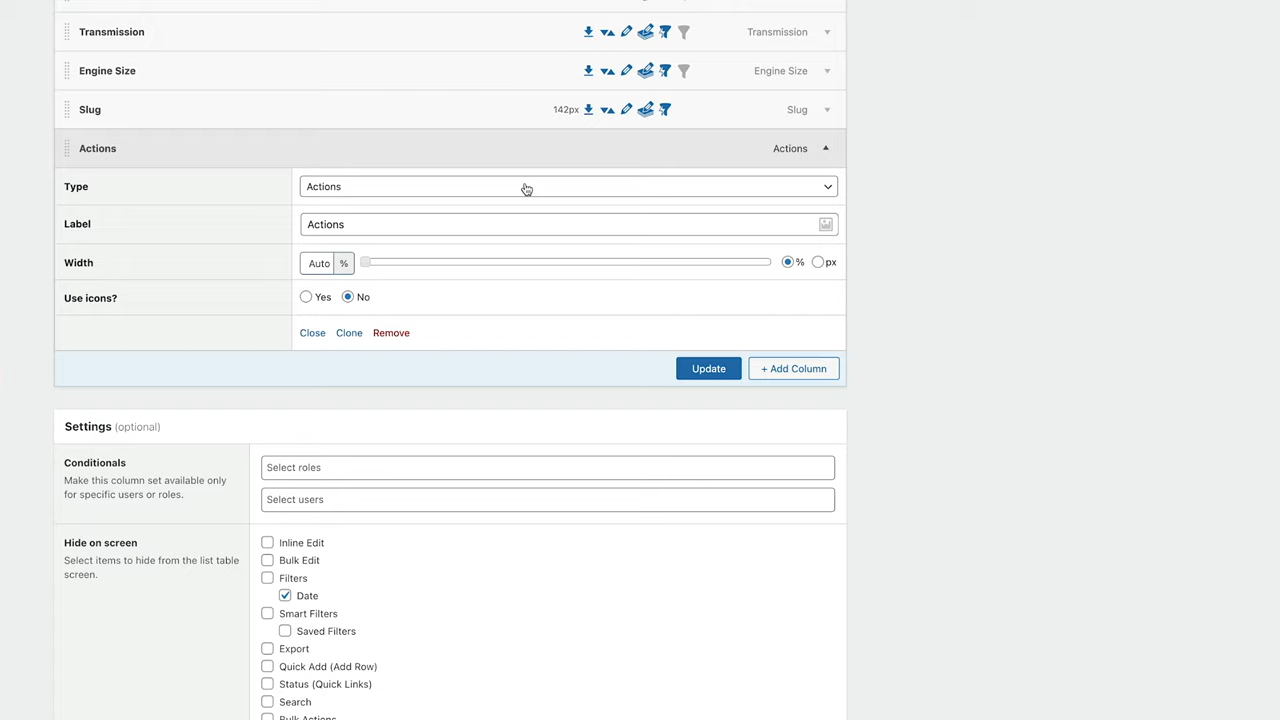 Transmission Transmission
Engine Size Engine Size
Slug 142px Slug
Actions Actions
Type Actions
Label Actions
Width Auto % % px
Use icons? Yes No
Close Clone Remove
Update + Add Column
Settings (optional)
Conditionals
Make this column set available only
for specific users or roles.
Select roles
Select users
Hide on screen
Select items to hide from the list table
screen.
Inline Edit
Bulk Edit
Filters
Date
Smart Filters
Saved Filters
Export
Quick Add (Add Row)
Status (Quick Links)
Search
Bulk Actions